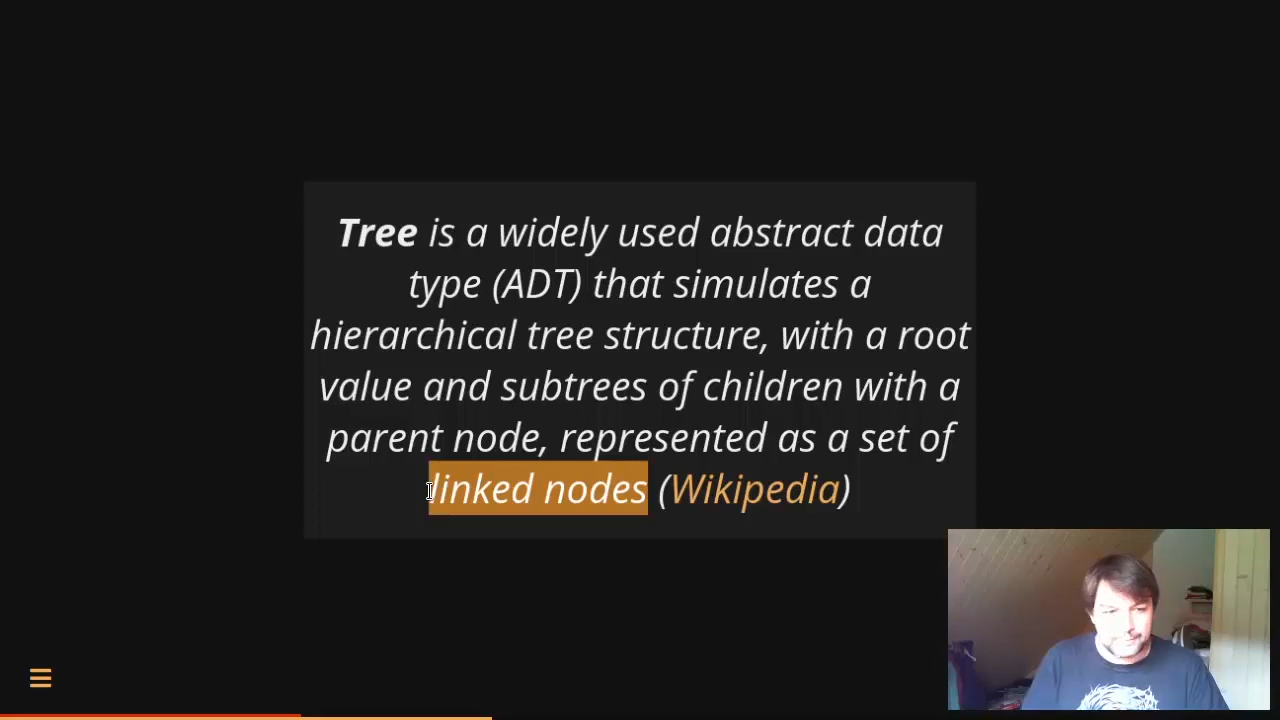 Tree is a widely used abstract data
type (ADT) that simulates a
hierarchical tree structure, with a root
value and subtrees of children with a
parent node, represented as a set of
linked nodes (Wikipedia)